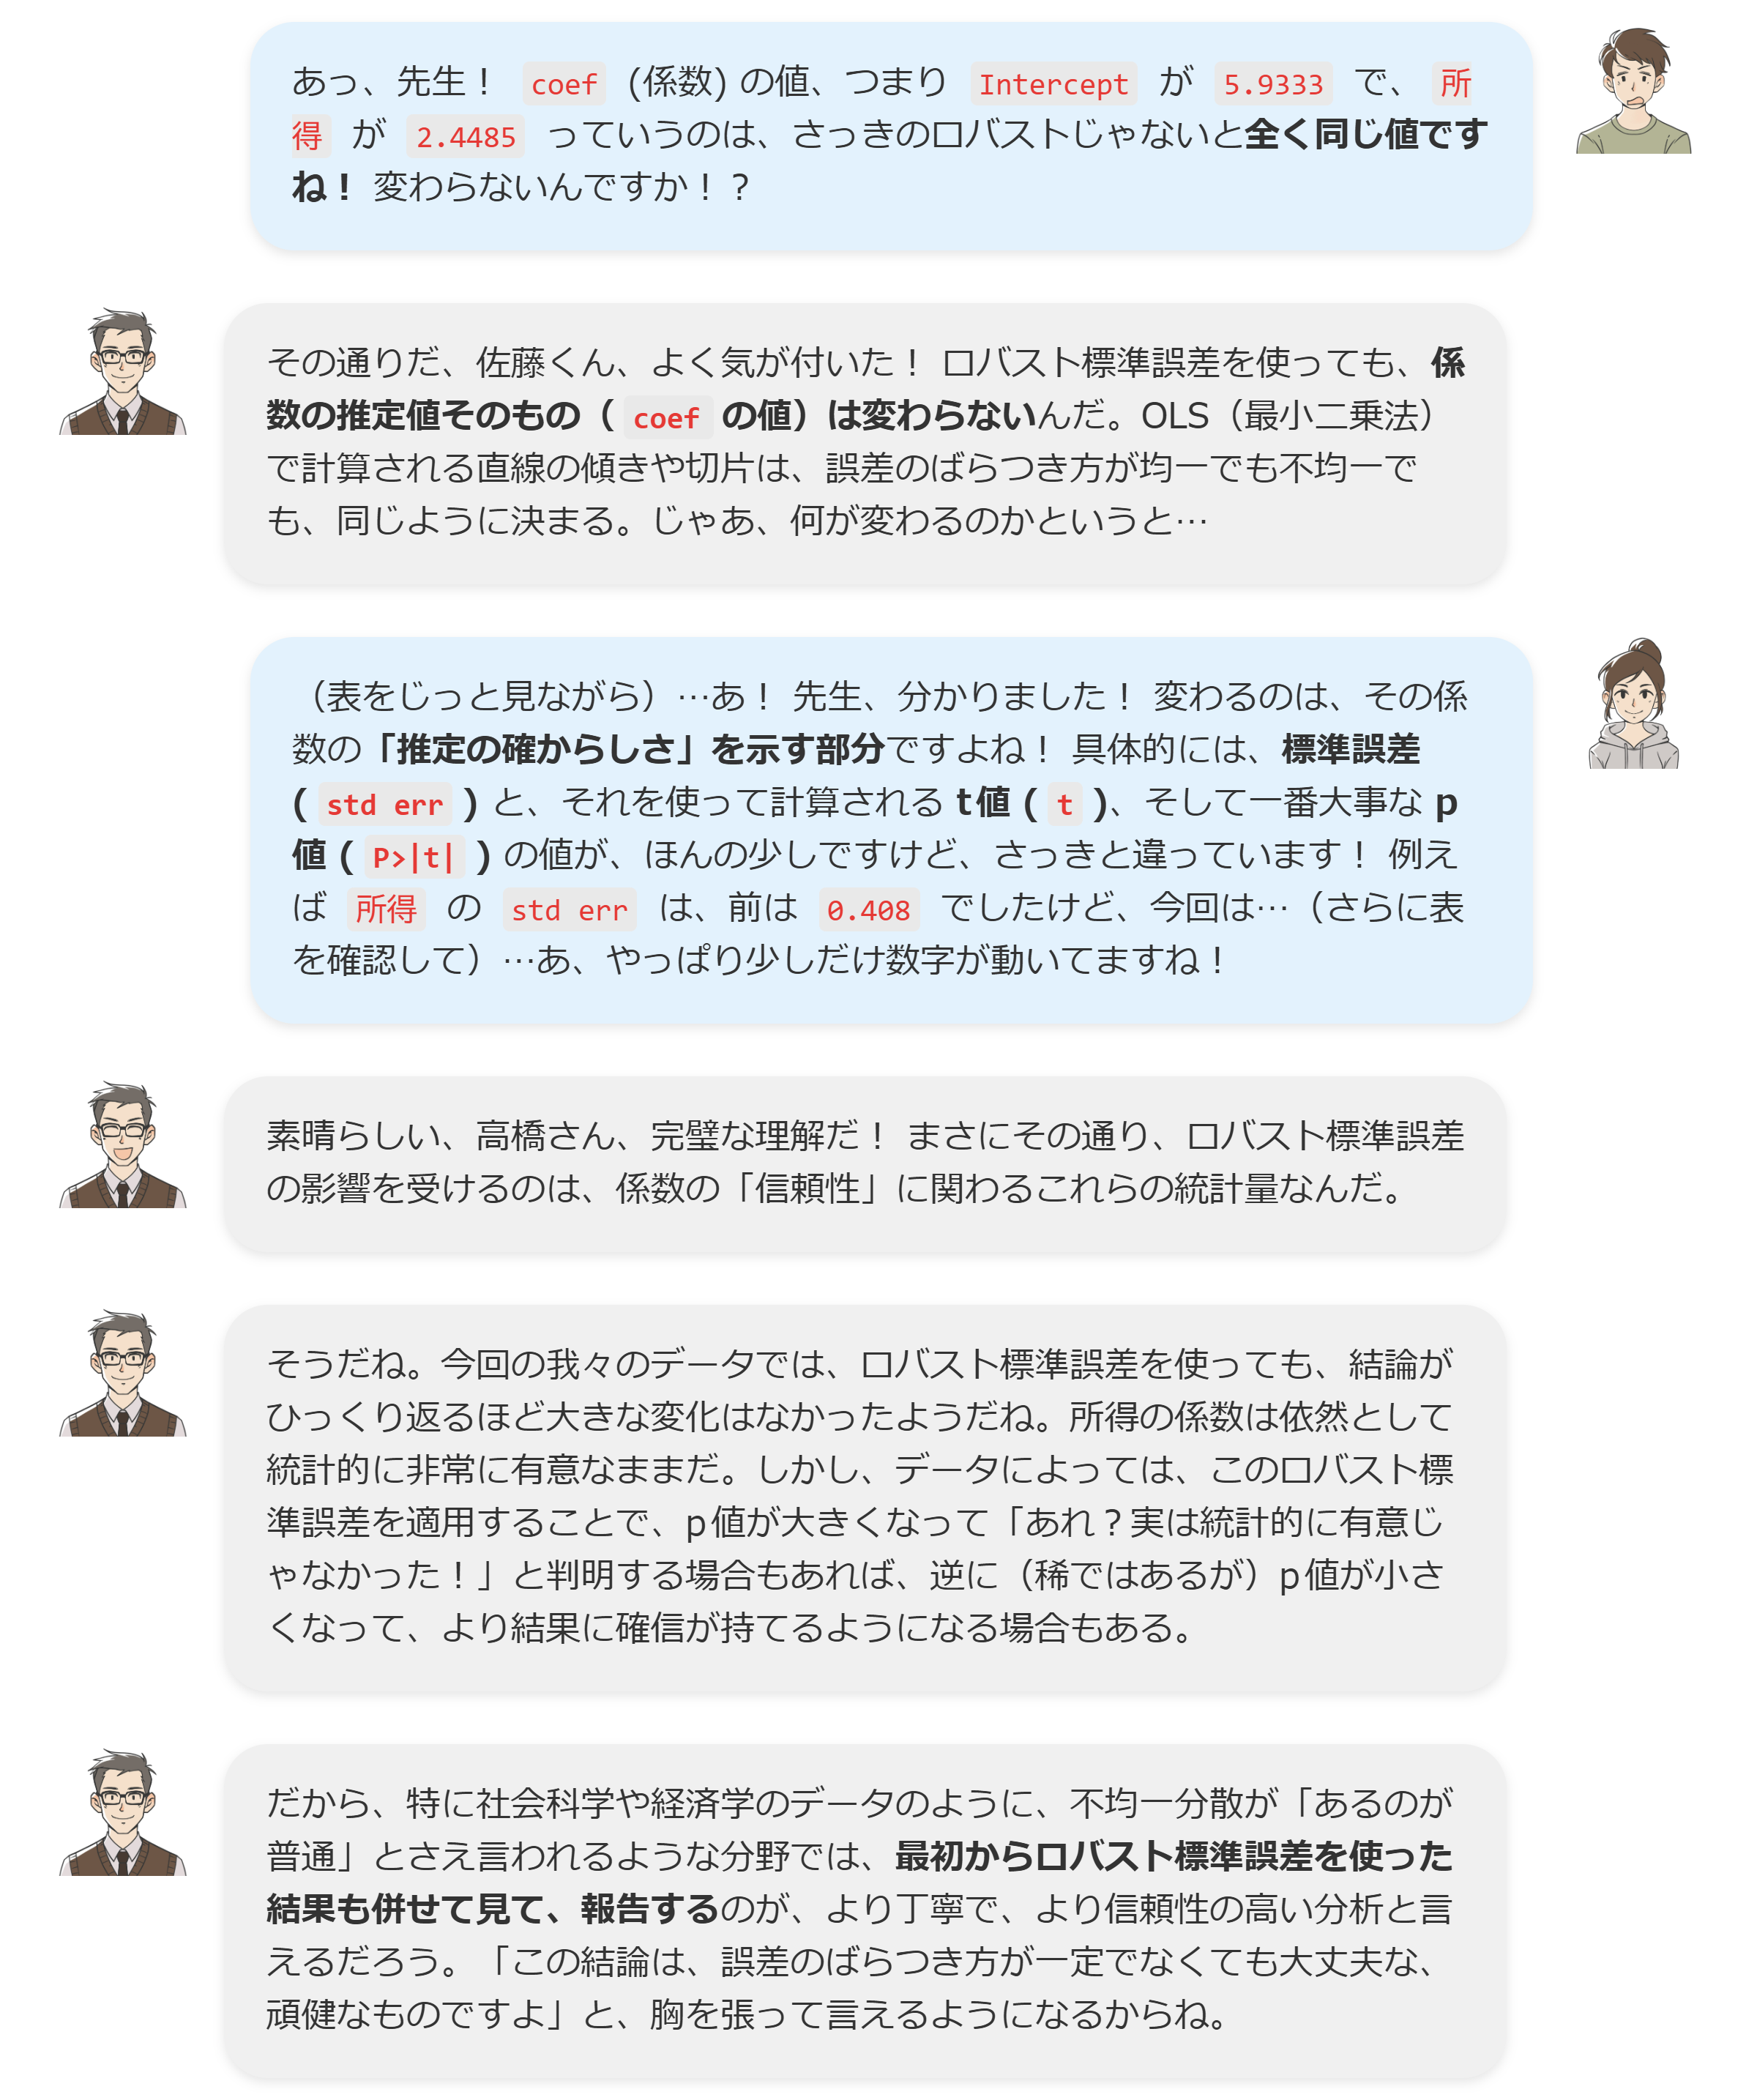 あっ、先生！ coef (係数) の値、つまり Intercept が 5.9333 で、 所
得 が 2.4485 っていうのは、さっきのロバストじゃないと全く同じ値です
ね！ 変わらないんですか！？
その通りだ、佐藤くん、よく気が付いた！ ロバスト標準誤差を使っても、係
数の推定値そのもの（ coef の値）は変わらないんだ。OLS（最小二乗法）
で計算される直線の傾きや切片は、誤差のばらつき方が均一でも不均一で
も、同じように決まる。じゃあ、何が変わるのかというと…
（表をじっと見ながら）…あ！ 先生、分かりました！ 変わるのは、その係
数の「推定の確からしさ」を示す部分ですよね！ 具体的には、標準誤差
( std err ) と、それを使って計算される t値 ( t )、そして一番大事な p
値 ( P>|t| ) の値が、ほんの少しですけど、さっきと違っています！ 例え
ば 所得 の std err は、前は 0.408 でしたけど、今回は…（さらに表
を確認して）…あ、やっぱり少しだけ数字が動いてますね！
素晴らしい、高橋さん、完璧な理解だ！ まさにその通り、ロバスト標準誤差
の影響を受けるのは、係数の「信頼性」に関わるこれらの統計量なんだ。
そうだね。今回の我々のデータでは、ロバスト標準誤差を使っても、結論が
ひっくり返るほど大きな変化はなかったようだね。所得の係数は依然として
統計的に非常に有意なままだ。しかし、データによっては、このロバスト標
準誤差を適用することで、p値が大きくなって「あれ？実は統計的に有意じ
ゃなかった！」と判明する場合もあれば、逆に（稀ではあるが）p値が小さ
くなって、より結果に確信が持てるようになる場合もある。
だから、特に社会科学や経済学のデータのように、不均一分散が「あるのが
普通」とさえ言われるような分野では、最初からロバスト標準誤差を使った
結果も併せて見て、報告するのが、より丁寧で、より信頼性の高い分析と言
えるだろう。「この結論は、誤差のばらつき方が一定でなくても大丈夫な、
頑健なものですよ」と、胸を張って言えるようになるからね。